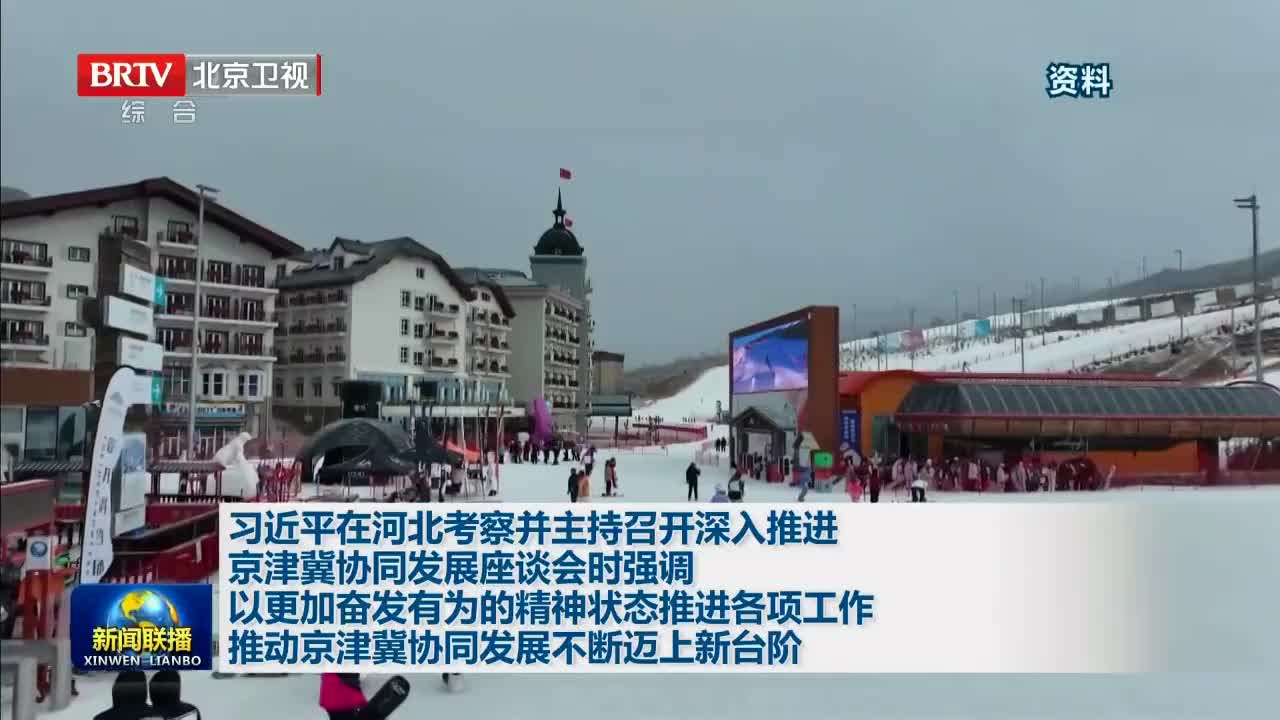 BRTV 北京卫视
综合
资料
习近平在河北考察并主持召开深入推进
京津冀协同发展座谈会时强调
以更加奋发有为的精神状态推进各项工作
推动京津冀协同发展不断迈上新台阶
新闻联播
XINWEN LIANBO